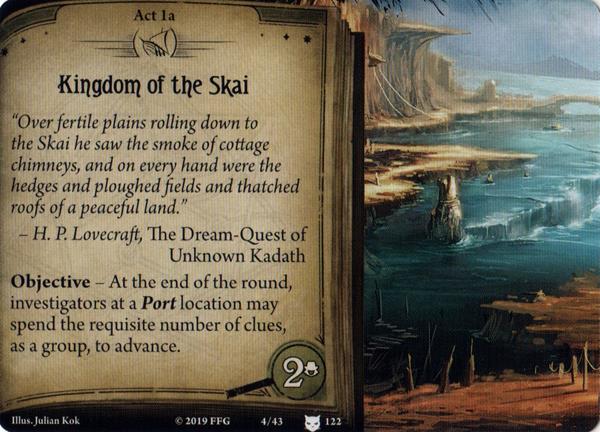 Act 1a
Kingdom of the Skai
“Over fertile plains rolling down to
the Skai he saw the smoke of cottage
chimneys, and on every hand were the
hedges and ploughed fields and thatched
roofs of a peaceful land.”
– H. P. Lovecraft, The Dream-Quest of
Unknown Kadath
Objective – At the end of the round,
investigators at a Port location may
spend the requisite number of clues,
as a group, to advance.
2
Illus. Julian Kok © 2019 FFG 4/43 122